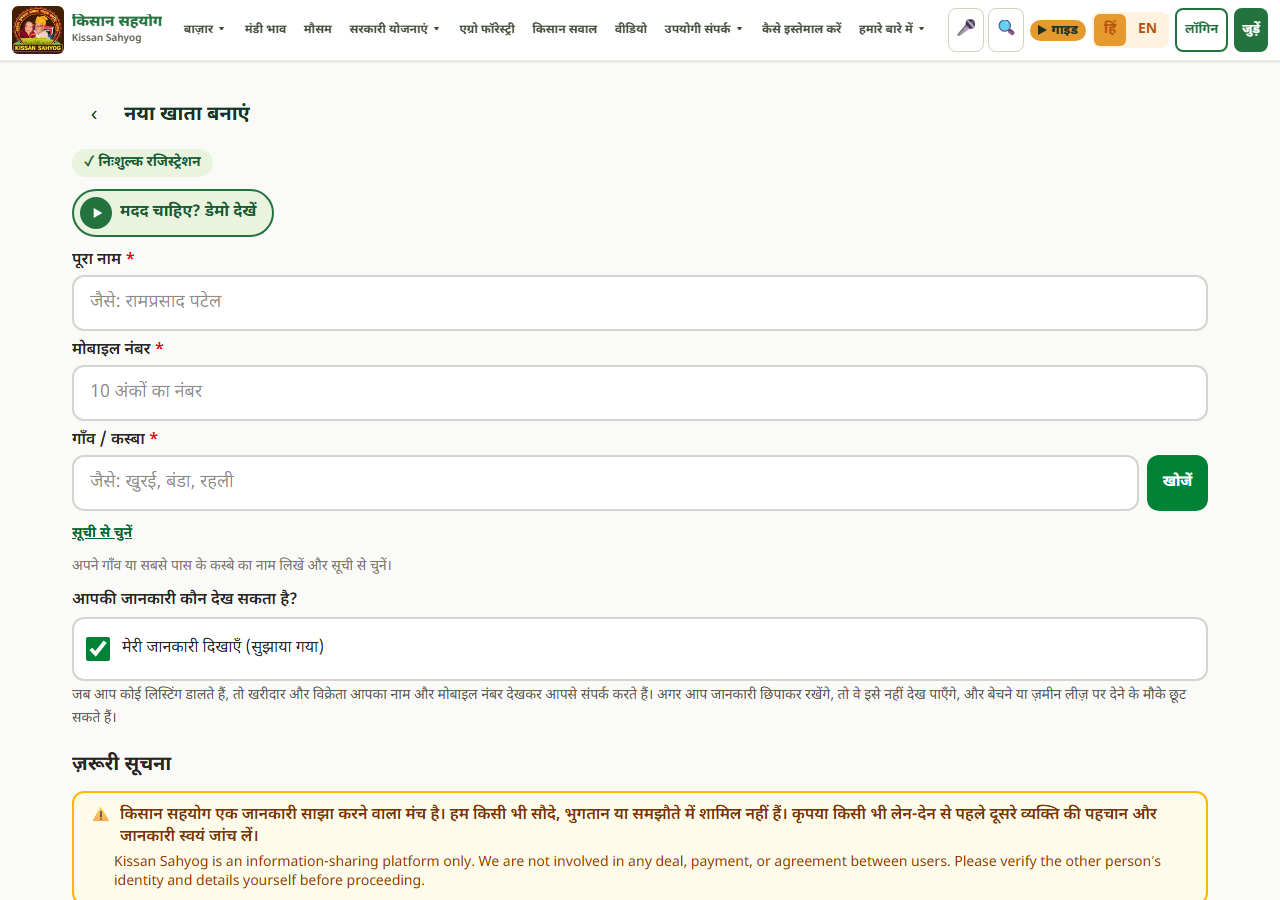 KISSAN SAHYOG
किसान सहयोग
Kissan Sahyog
बाज़ार
मंडी भाव
मौसम
सरकारी योजनाएं
एग्रो फॉरेस्ट्री
किसान सवाल
वीडियो
उपयोगी संपर्क
कैसे इस्तेमाल करें
हमारे बारे में
▶ गाइड
हिं
EN
लॉगिन
जुड़ें
‹ नया खाता बनाएं
✓ निःशुल्क रजिस्ट्रेशन
मदद चाहिए? डेमो देखें
पूरा नाम *
जैसे: रामप्रसाद पटेल
मोबाइल नंबर *
10 अंकों का नंबर
गाँव / कस्बा *
जैसे: खुरई, बंडा, रहली
खोजें
सूची से चुनें
अपने गाँव या सबसे पास के कस्बे का नाम लिखें और सूची से चुनें।
आपकी जानकारी कौन देख सकता है?
मेरी जानकारी दिखाएँ (सुझाया गया)
जब आप कोई लिस्टिंग डालते हैं, तो खरीदार और विक्रेता आपका नाम और मोबाइल नंबर देखकर आपसे संपर्क करते हैं। अगर आप जानकारी छिपाकर रखेंगे, तो वे इसे नहीं देख पाएँगे, और बेचने या ज़मीन लीज़ पर देने के मौके छूट
सकते हैं।
ज़रूरी सूचना
किसान सहयोग एक जानकारी साझा करने वाला मंच है। हम किसी भी सौदे, भुगतान या समझौते में शामिल नहीं हैं। कृपया किसी भी लेन-देन से पहले दूसरे व्यक्ति की पहचान और
जानकारी स्वयं जांच लें।
Kissan Sahyog is an information-sharing platform only. We are not involved in any deal, payment, or agreement between users. Please verify the other person's
identity and details yourself before proceeding.